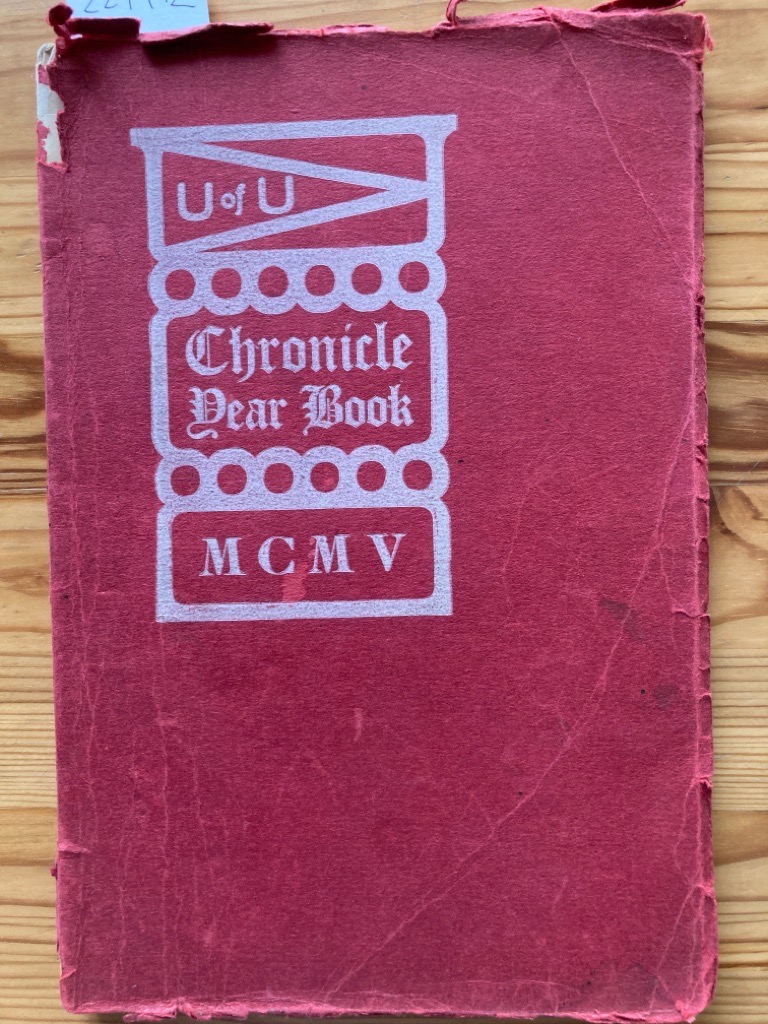 U of U
Chronicle
Year Book
MCMV